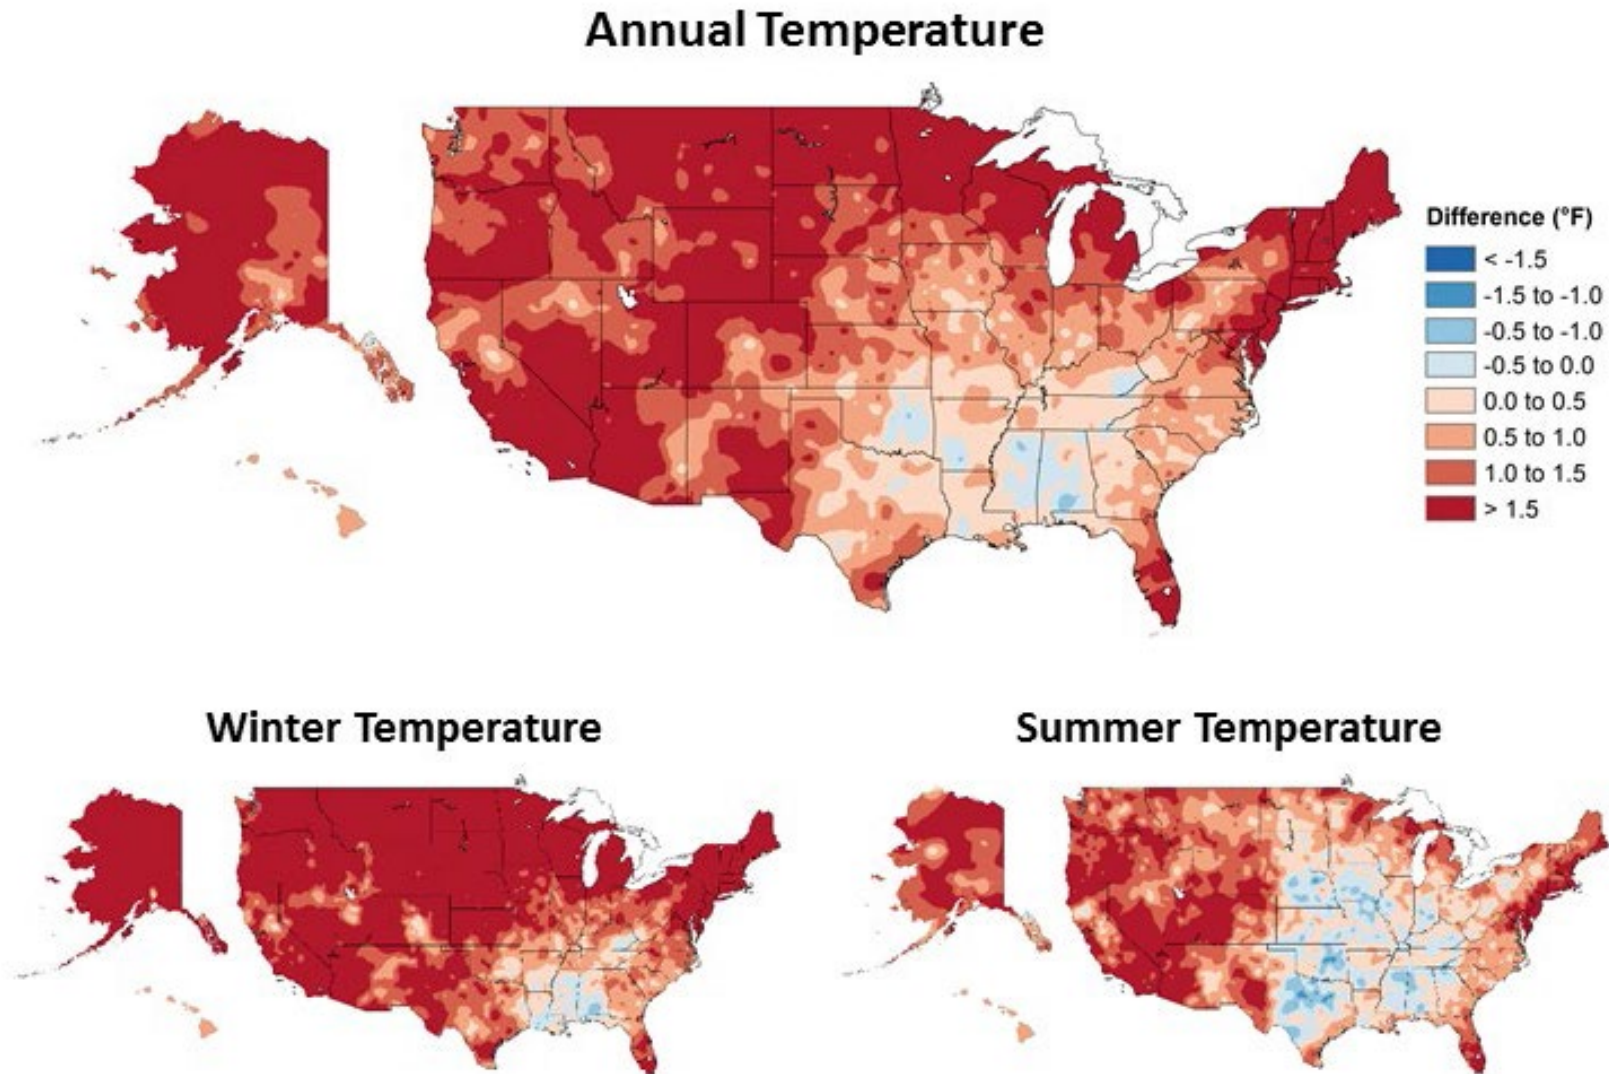 Annual Temperature
Difference (°F)
< -1.5
-1.5 to -1.0
-0.5 to -1.0
-0.5 to 0.0
0.0 to 0.5
0.5 to 1.0
1.0 to 1.5
> 1.5
Winter Temperature
Summer Temperature